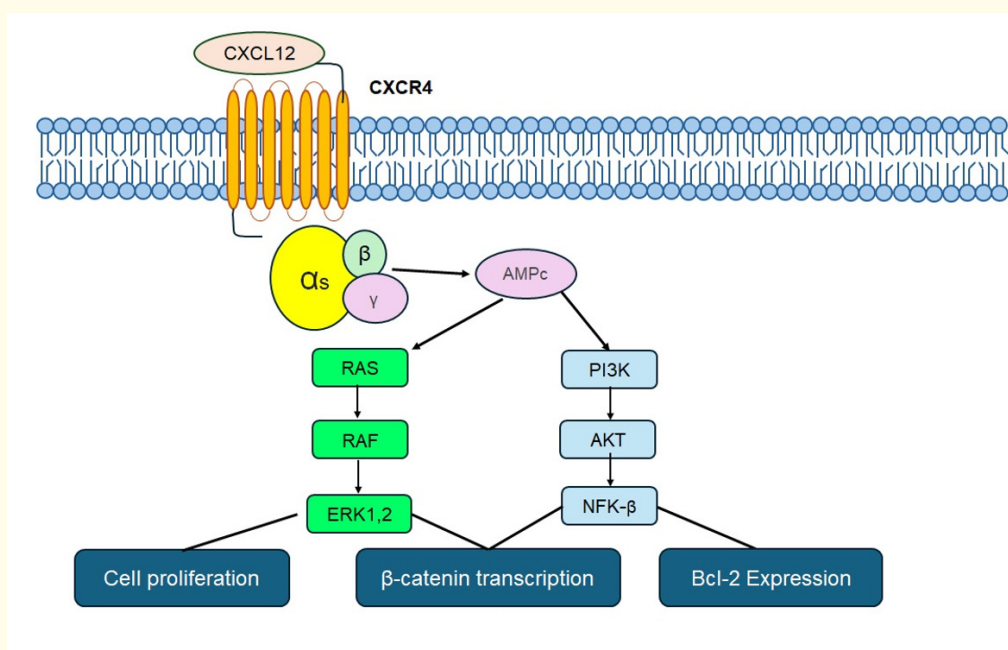 CXCL12
CXCR4
αs
β
γ
AMPc
RAS
PI3K
RAF
AKT
ERK1,2
NFK-β
Cell proliferation
β-catenin transcription
Bcl-2 Expression